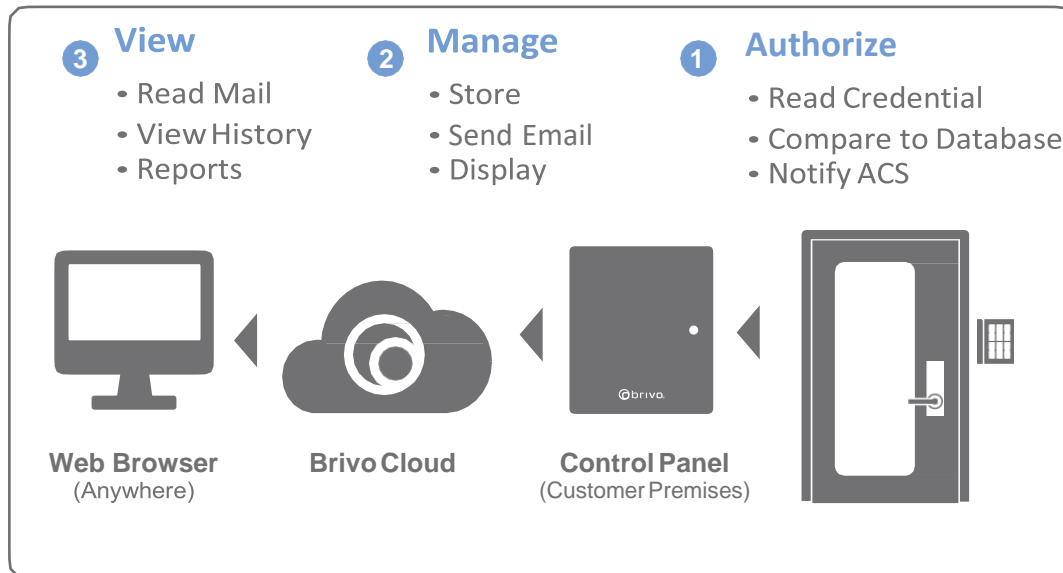 3 View
• Read Mail
• View History
• Reports
2 Manage
• Store
• Send Email
• Display
1 Authorize
• Read Credential
• Compare to Database
• Notify ACS
brivo.
Web Browser
(Anywhere)
Brivo Cloud
Control Panel
(Customer Premises)